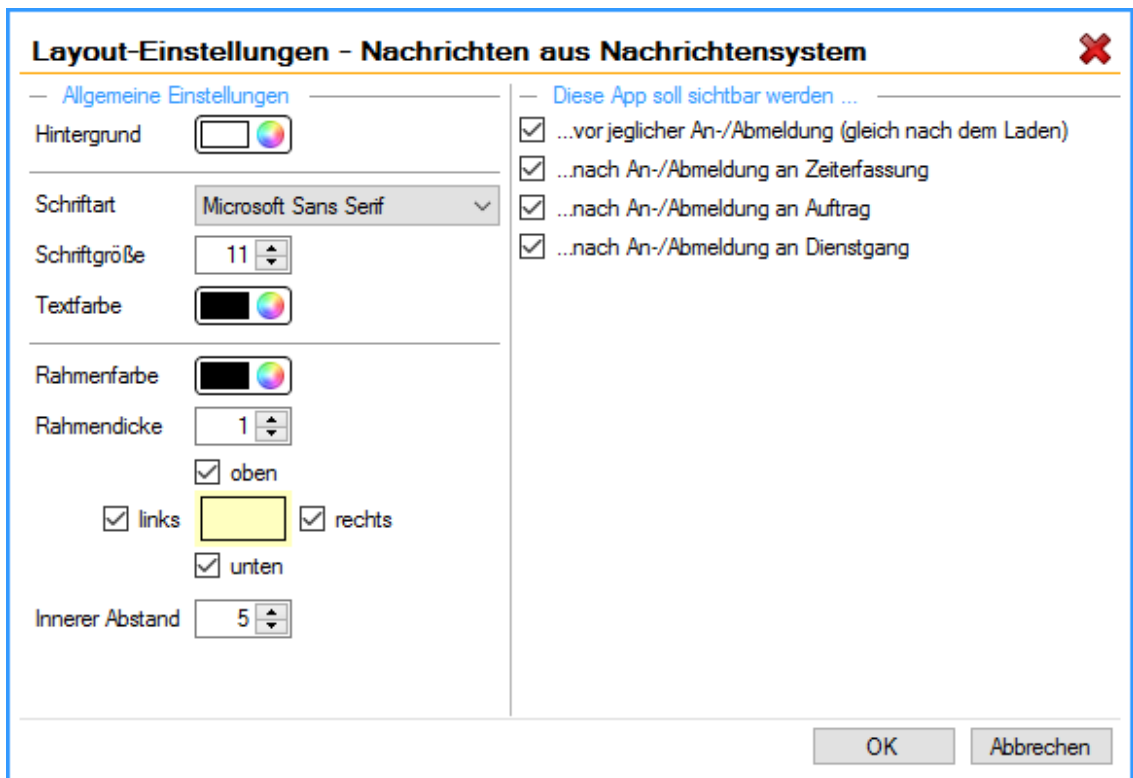 Layout-Einstellungen - Nachrichten aus Nachrichtensystem
Allgemeine Einstellungen
Hintergrund
Schriftart
Microsoft Sans Serif
Schriftgröße
11
Textfarbe
Rahmenfarbe
Rahmendicke
1
oben
links
rechts
unten
Innerer Abstand
5
Diese App soll sichtbar werden ...
...vor jeglicher An-/Abmeldung (gleich nach dem Laden)
...nach An-/Abmeldung an Zeiterfassung
...nach An-/Abmeldung an Auftrag
...nach An-/Abmeldung an Dienstgang
OK
Abbrechen